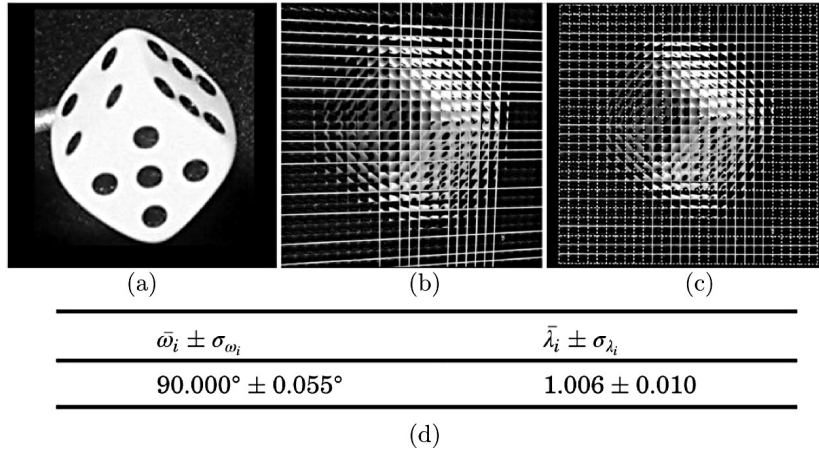 (a) (b) (c)
ω̄ᵢ ± σ_ωᵢ λ̄ᵢ ± σ_λᵢ
90.000° ± 0.055° 1.006 ± 0.010
(d)